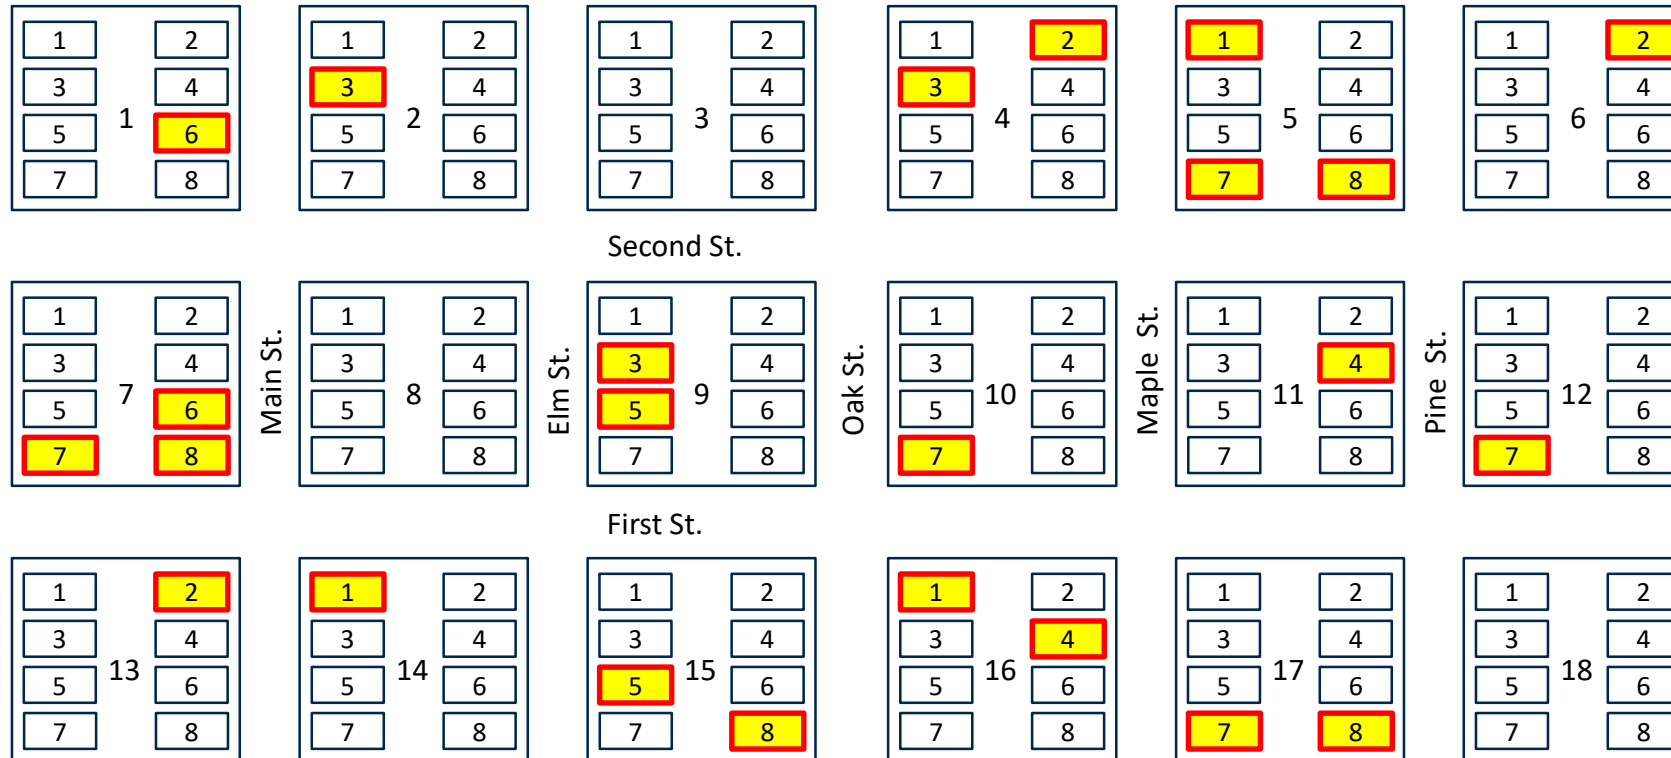 1 2 1 2 1 2 1 2 1 2 1 2
3 4 3 4 3 4 3 4 3 4 3 4
1 2 3 4 5 6
5 6 5 6 5 6 5 6 5 6 5 6
7 8 7 8 7 8 7 8 7 8 7 8
Second St.
1 2 1 2 1 2 1 2 1 2 1 2
3 4 3 4 3 4 3 4 3 4 3 4
7 8 9 10 11 12
5 6 5 6 5 6 5 6 5 6 5 6
7 8 7 8 7 8 7 8 7 8 7 8
Main St.
Elm St.
Oak St.
Maple St.
Pine St.
First St.
1 2 1 2 1 2 1 2 1 2 1 2
3 4 3 4 3 4 3 4 3 4 3 4
13 14 15 16 17 18
5 6 5 6 5 6 5 6 5 6 5 6
7 8 7 8 7 8 7 8 7 8 7 8